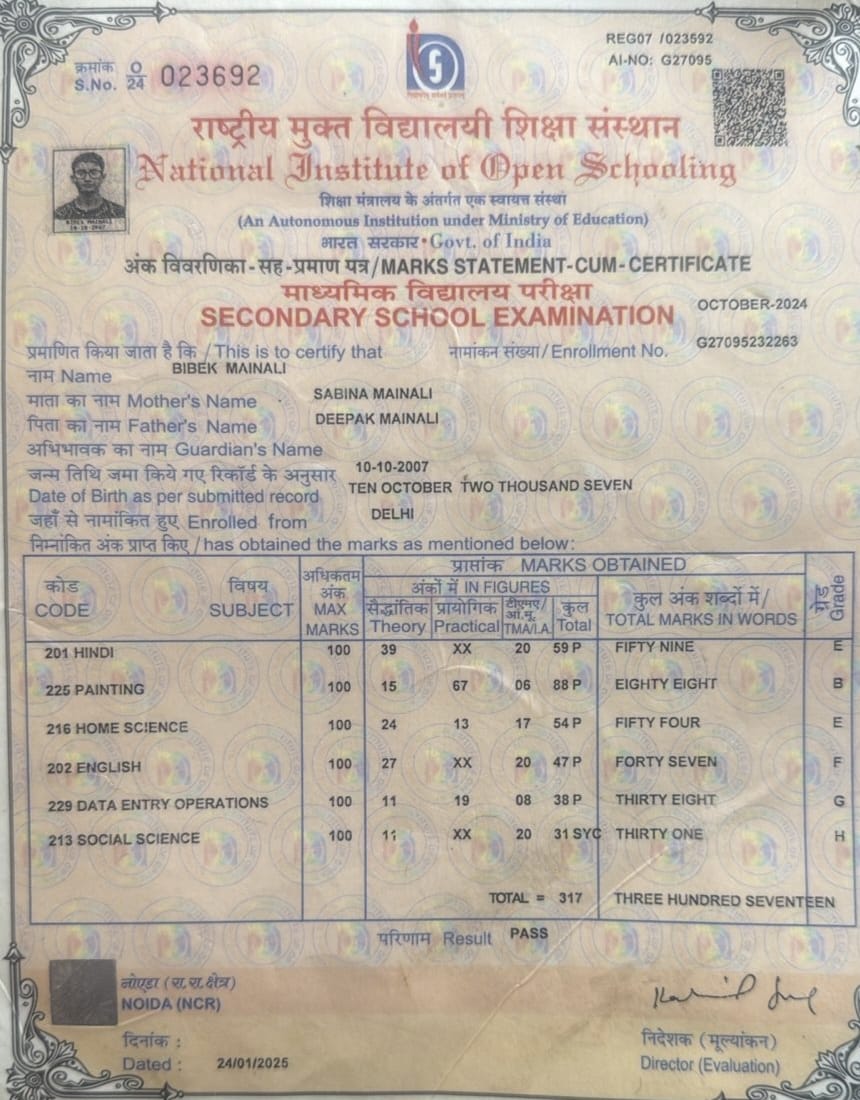 REG07 /023592
AI-NO: G27095
क्रमांक O
S.No. 24 023692
राष्ट्रीय मुक्त विद्यालयी शिक्षा संस्थान
National Institute of Open Schooling
शिक्षा मंत्रालय के अंतर्गत एक स्वायत्त संस्था
(An Autonomous Institution under Ministry of Education)
भारत सरकार • Govt. of India
BIBEK MAINALI
10-10-2007
अंक विवरणिका-सह-प्रमाण पत्र/MARKS STATEMENT-CUM-CERTIFICATE
माध्यमिक विद्यालय परीक्षा
SECONDARY SCHOOL EXAMINATION OCTOBER-2024
प्रमाणित किया जाता है कि / This is to certify that नामांकन संख्या/Enrollment No. G27095232263
नाम Name BIBEK MAINALI
माता का नाम Mother's Name SABINA MAINALI
पिता का नाम Father's Name DEEPAK MAINALI
अभिभावक का नाम Guardian's Name
जन्म तिथि जमा किये गए रिकॉर्ड के अनुसार 10-10-2007
Date of Birth as per submitted record TEN OCTOBER TWO THOUSAND SEVEN
जहाँ से नामांकित हुए Enrolled from DELHI
निम्नांकित अंक प्राप्त किए/has obtained the marks as mentioned below:
कोड CODE विषय SUBJECT अधिकतम अंक MAX MARKS प्राप्तांक MARKS OBTAINED ग्रेड Grade
अंकों में IN FIGURES कुल अंक शब्दों में/ TOTAL MARKS IN WORDS
सैद्धांतिक Theory प्रायोगिक Practical टीएमए/आं.मू. TMA/I.A. कुल Total
201 HINDI 100 39 XX 20 59 P FIFTY NINE E
225 PAINTING 100 15 67 06 88 P EIGHTY EIGHT B
216 HOME SCIENCE 100 24 13 17 54 P FIFTY FOUR E
202 ENGLISH 100 27 XX 20 47 P FORTY SEVEN F
229 DATA ENTRY OPERATIONS 100 11 19 08 38 P THIRTY EIGHT G
213 SOCIAL SCIENCE 100 11 XX 20 31 SYC THIRTY ONE H
TOTAL = 317 THREE HUNDRED SEVENTEEN
परिणाम Result PASS
नोएडा (रा.रा.क्षेत्र)
NOIDA (NCR)
दिनांक : निदेशक (मूल्यांकन)
Dated : 24/01/2025 Director (Evaluation)